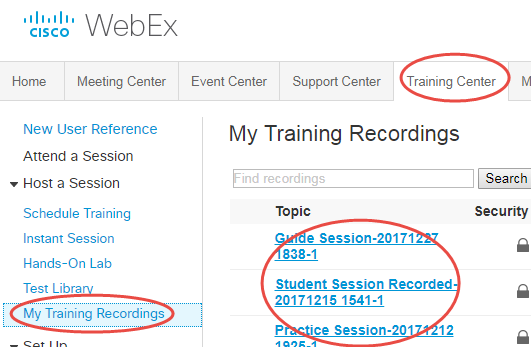 CISCO WebEx
Home Meeting Center Event Center Support Center Training Center M
New User Reference
Attend a Session
Host a Session
Schedule Training
Instant Session
Hands-On Lab
Test Library
My Training Recordings
Set Up
My Training Recordings
Find recordings Search
Topic Security
Guide Session-20171227
1838-1
Student Session Recorded-
20171215 1541-1
Practice Session-20171212
1925-1